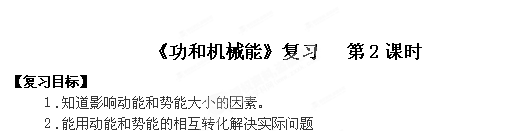 《功和机械能》复习 第2课时
【复习目标】
1.知道影响动能和势能大小的因素。
2.能用动能和势能的相互转化解决实际问题